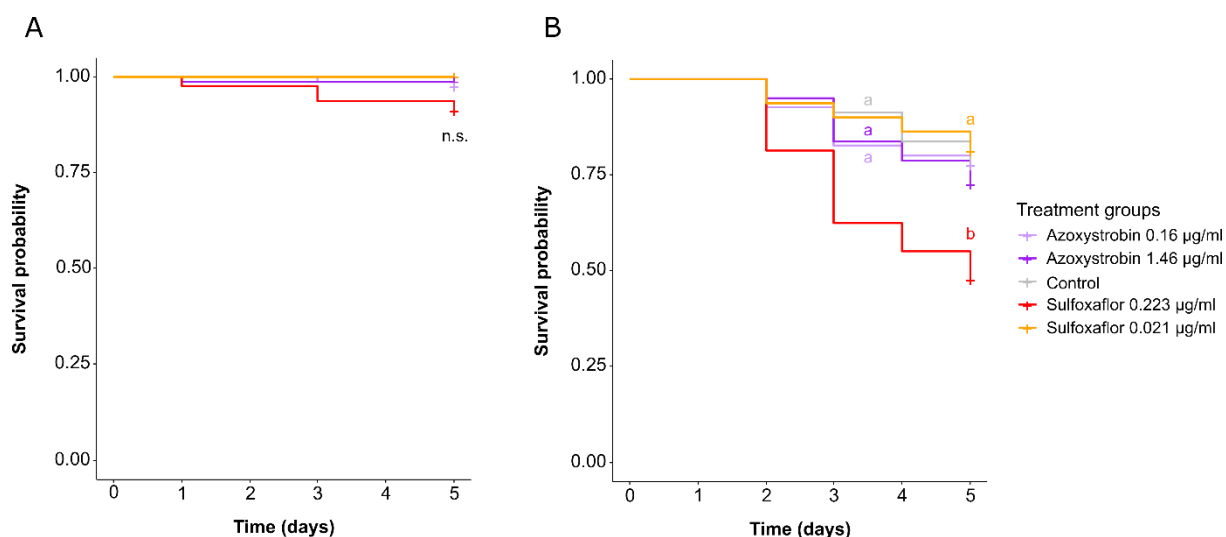 A
B
1.00
0.75
0.50
0.25
0.00
Survival probability
n.s.
0 1 2 3 4 5
Time (days)
1.00
0.75
0.50
0.25
0.00
Survival probability
a
a
a
a
b
0 1 2 3 4 5
Time (days)
Treatment groups
Azoxystrobin 0.16 µg/ml
Azoxystrobin 1.46 µg/ml
Control
Sulfoxaflor 0.223 µg/ml
Sulfoxaflor 0.021 µg/ml